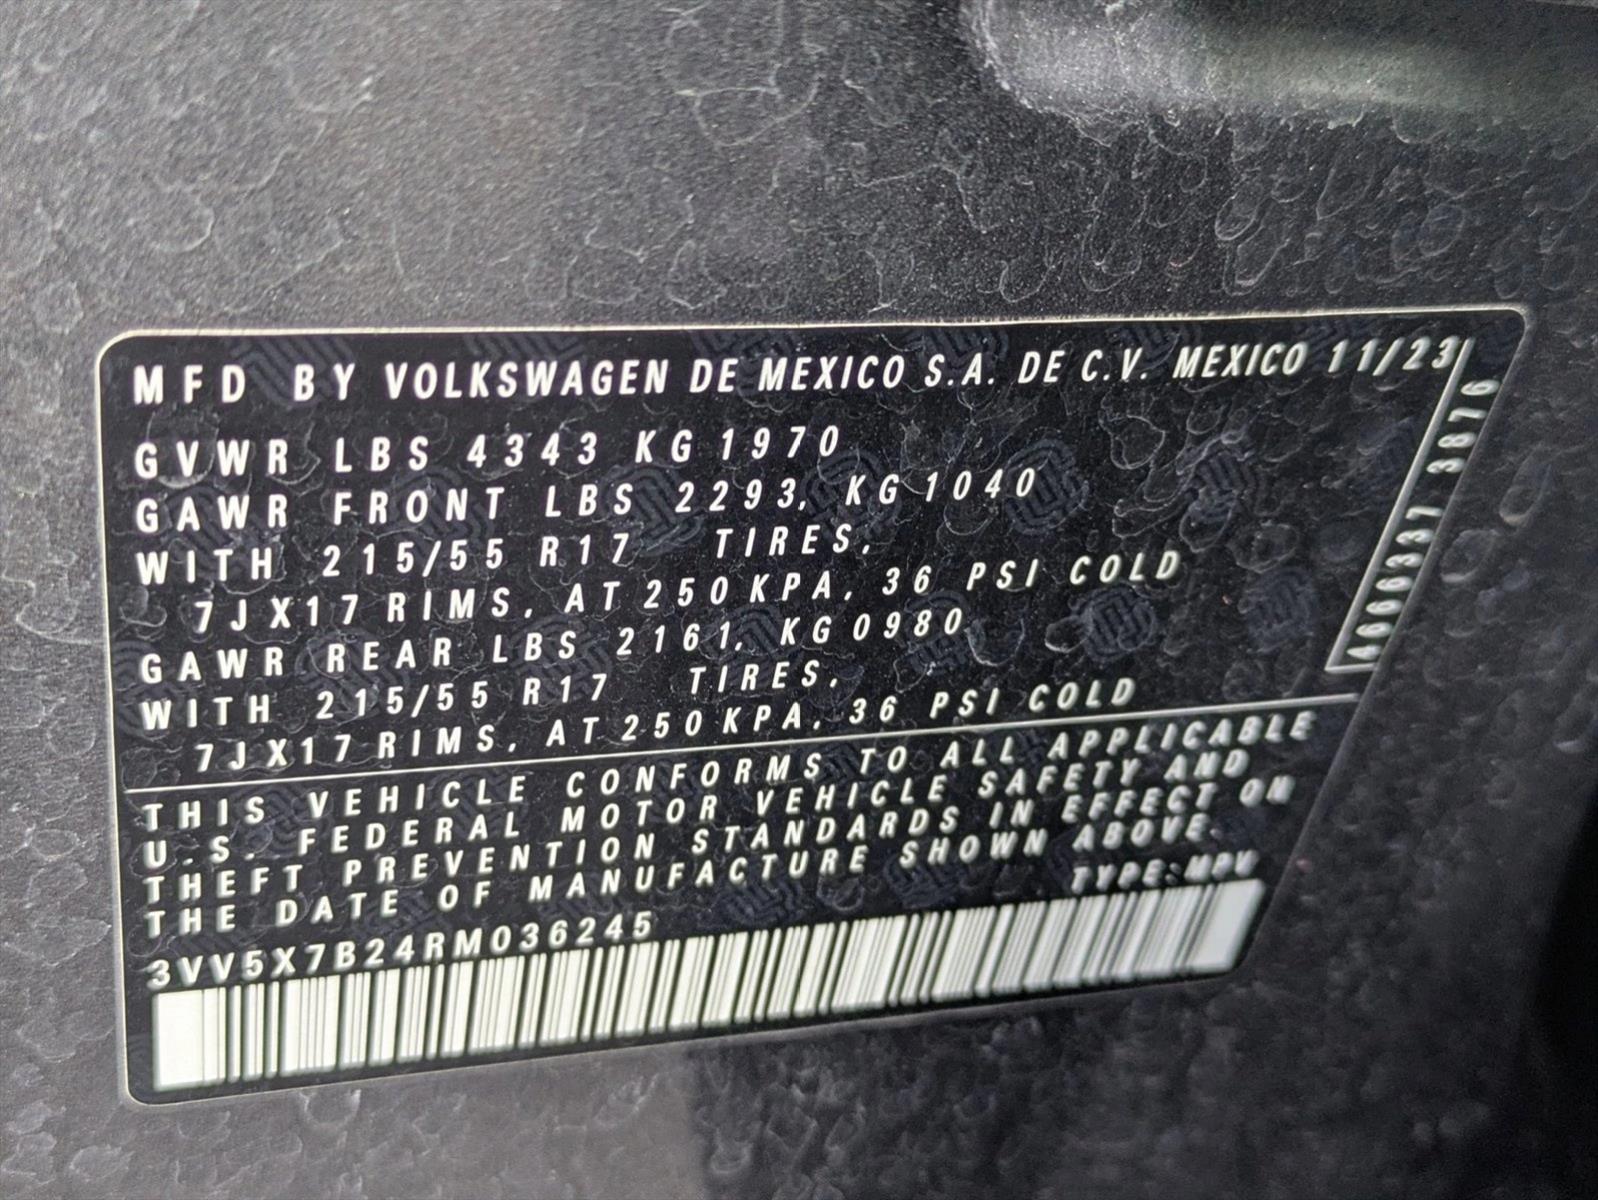 MFD BY VOLKSWAGEN DE MEXICO S.A. DE C.V. MEXICO 11/23
GVWR LBS 4343 KG 1970
GAWR FRONT LBS 2293, KG 1040
WITH 215/55 R17 TIRES,
7JX17 RIMS, AT 250 KPA, 36 PSI COLD
GAWR REAR LBS 2161, KG 0980
WITH 215/55 R17 TIRES,
7JX17 RIMS, AT 250 KPA, 36 PSI COLD
THIS VEHICLE CONFORMS TO ALL APPLICABLE
U.S. FEDERAL MOTOR VEHICLE SAFETY AND
THEFT PREVENTION STANDARDS IN EFFECT ON
THE DATE OF MANUFACTURE SHOWN ABOVE.
TYPE:MPV
3VV5X7B24RM036245
3876